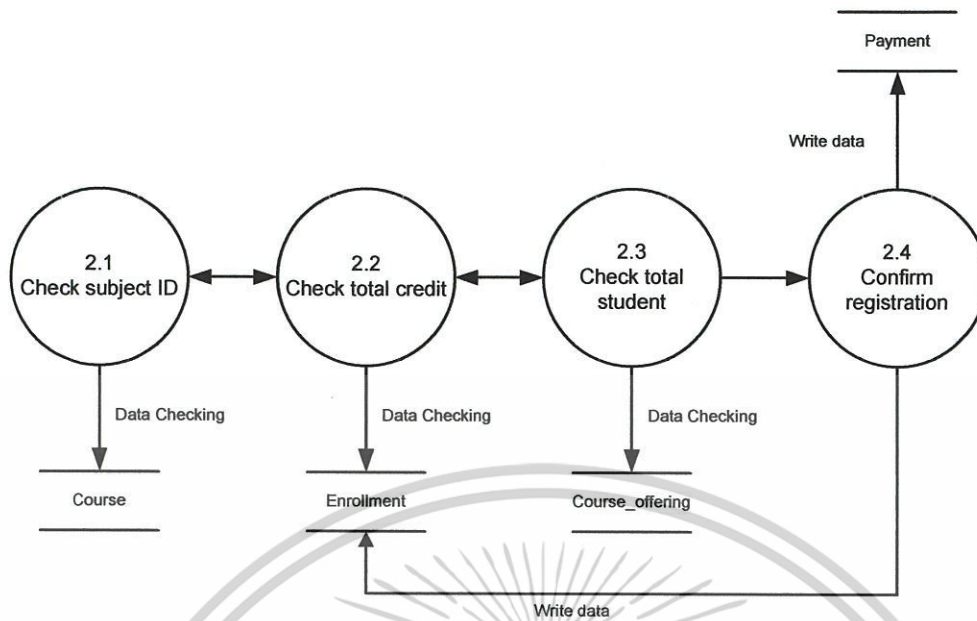 Payment
Write data
2.1
Check subject ID
2.2
Check total credit
2.3
Check total
student
2.4
Confirm
registration
Data Checking
Data Checking
Data Checking
Course
Enrollment
Course_offering
Write data